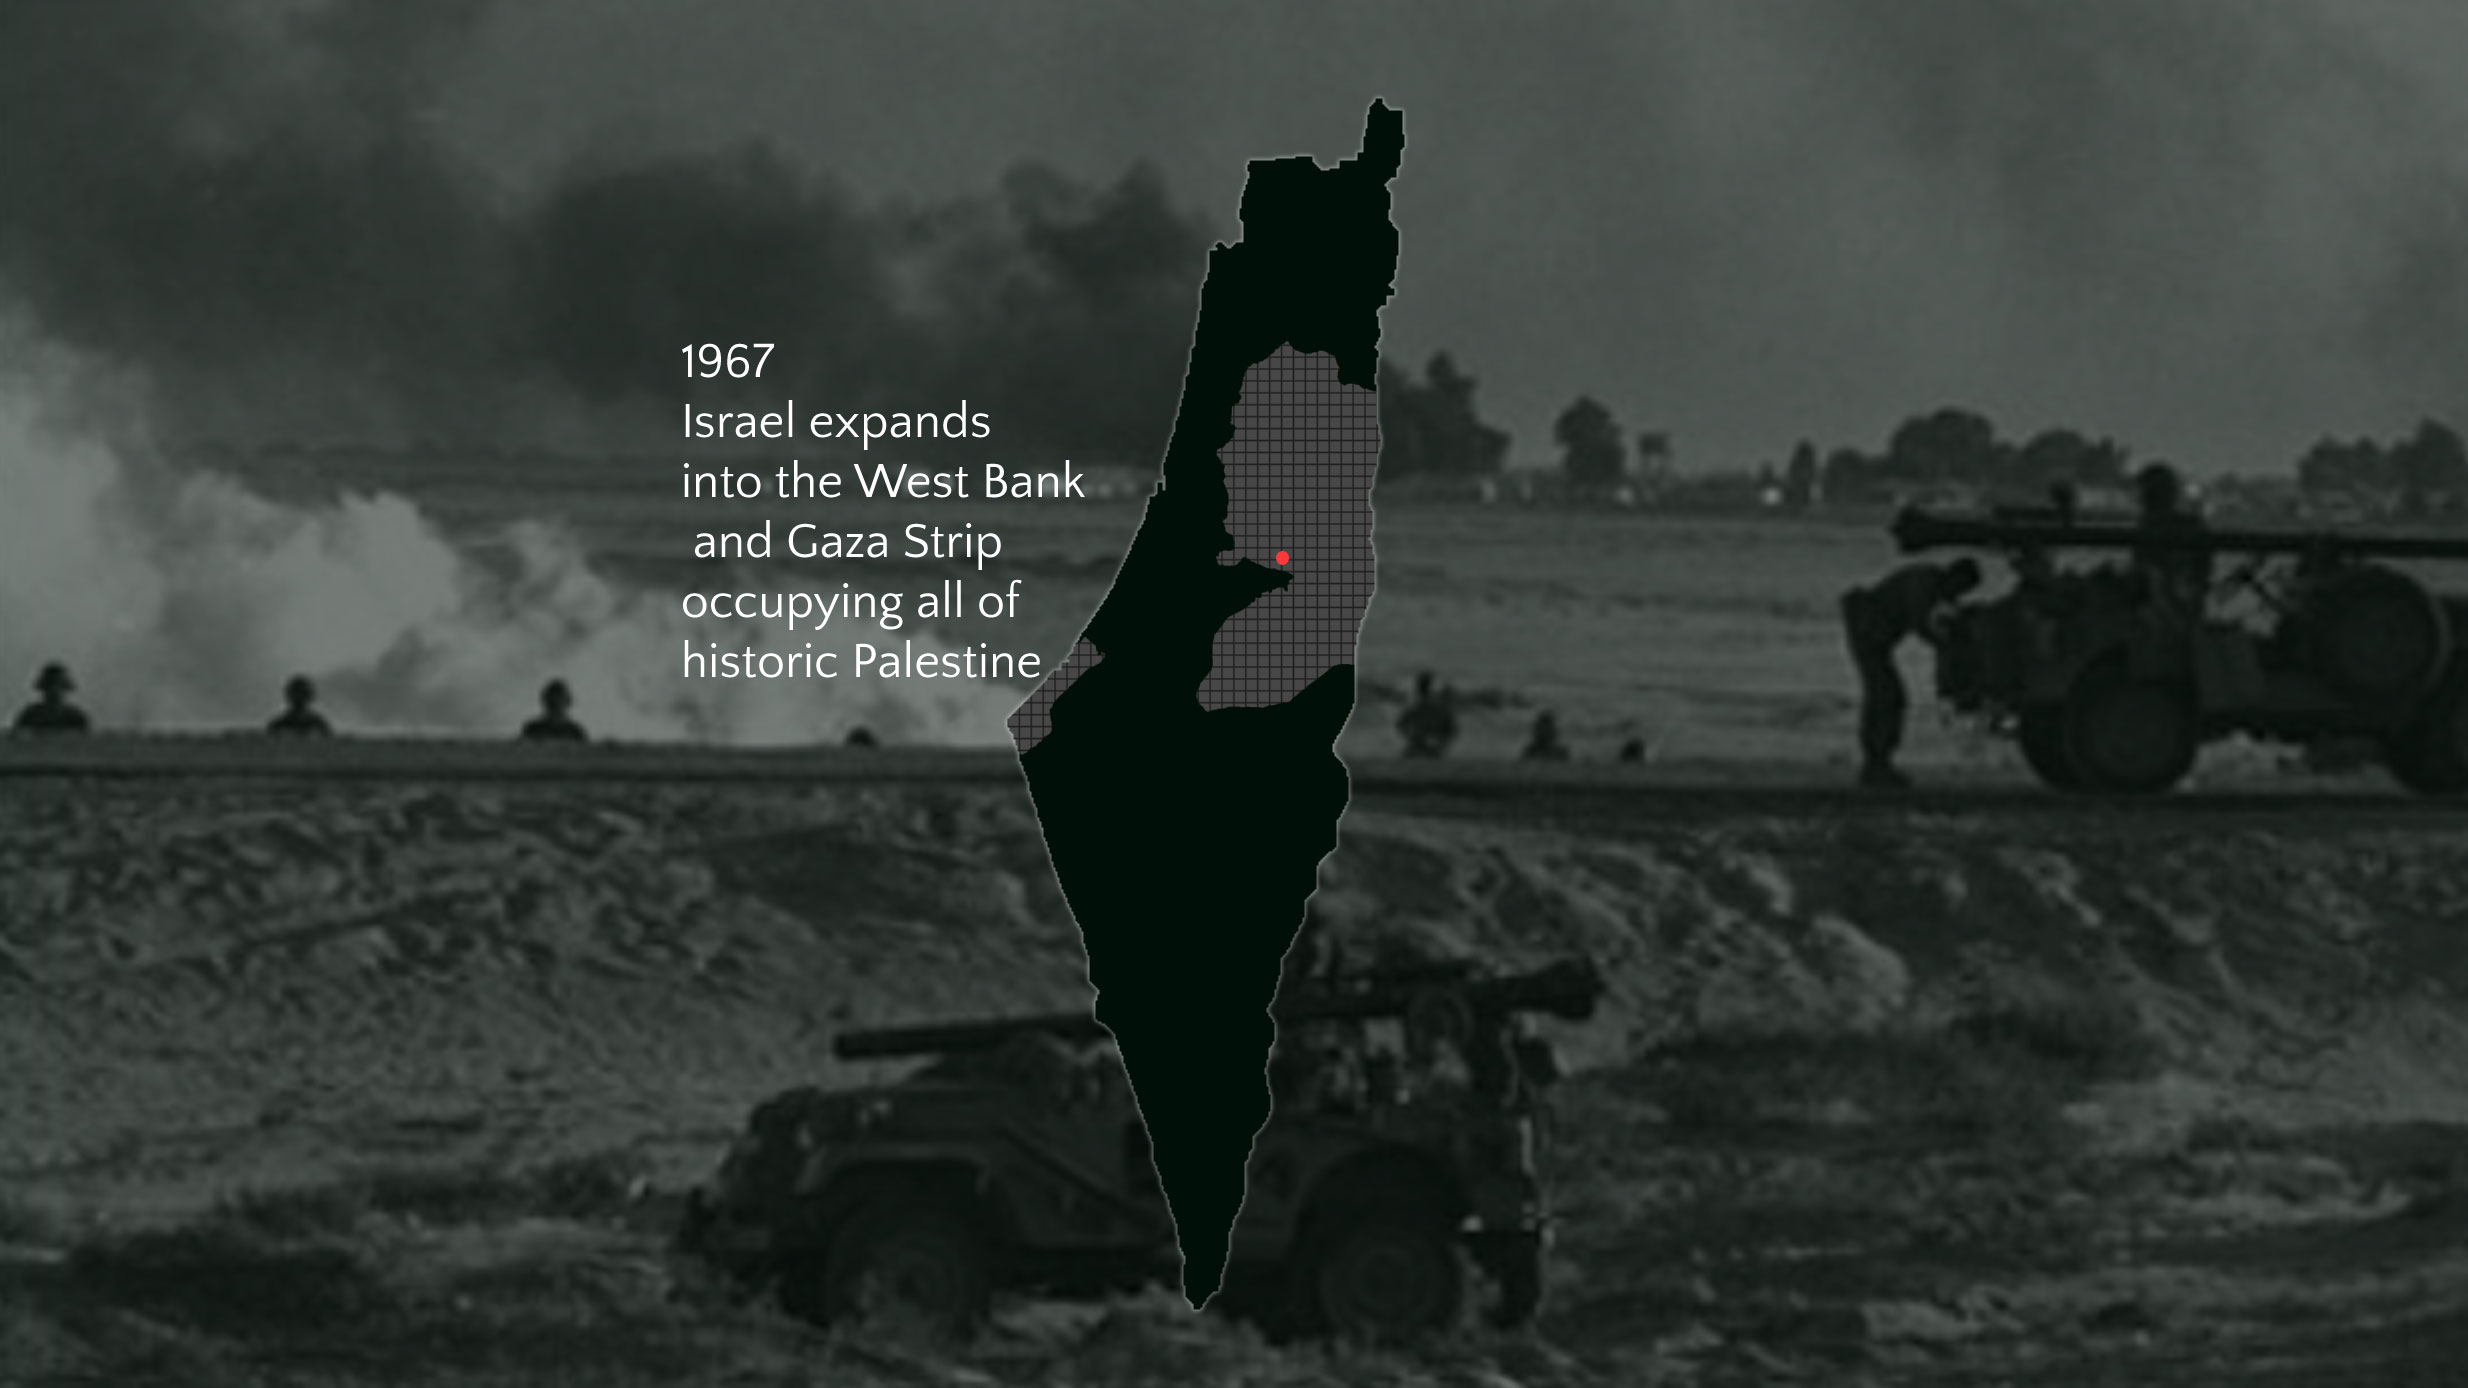 1967
Israel expands
into the West Bank
and Gaza Strip
occupying all of
historic Palestine